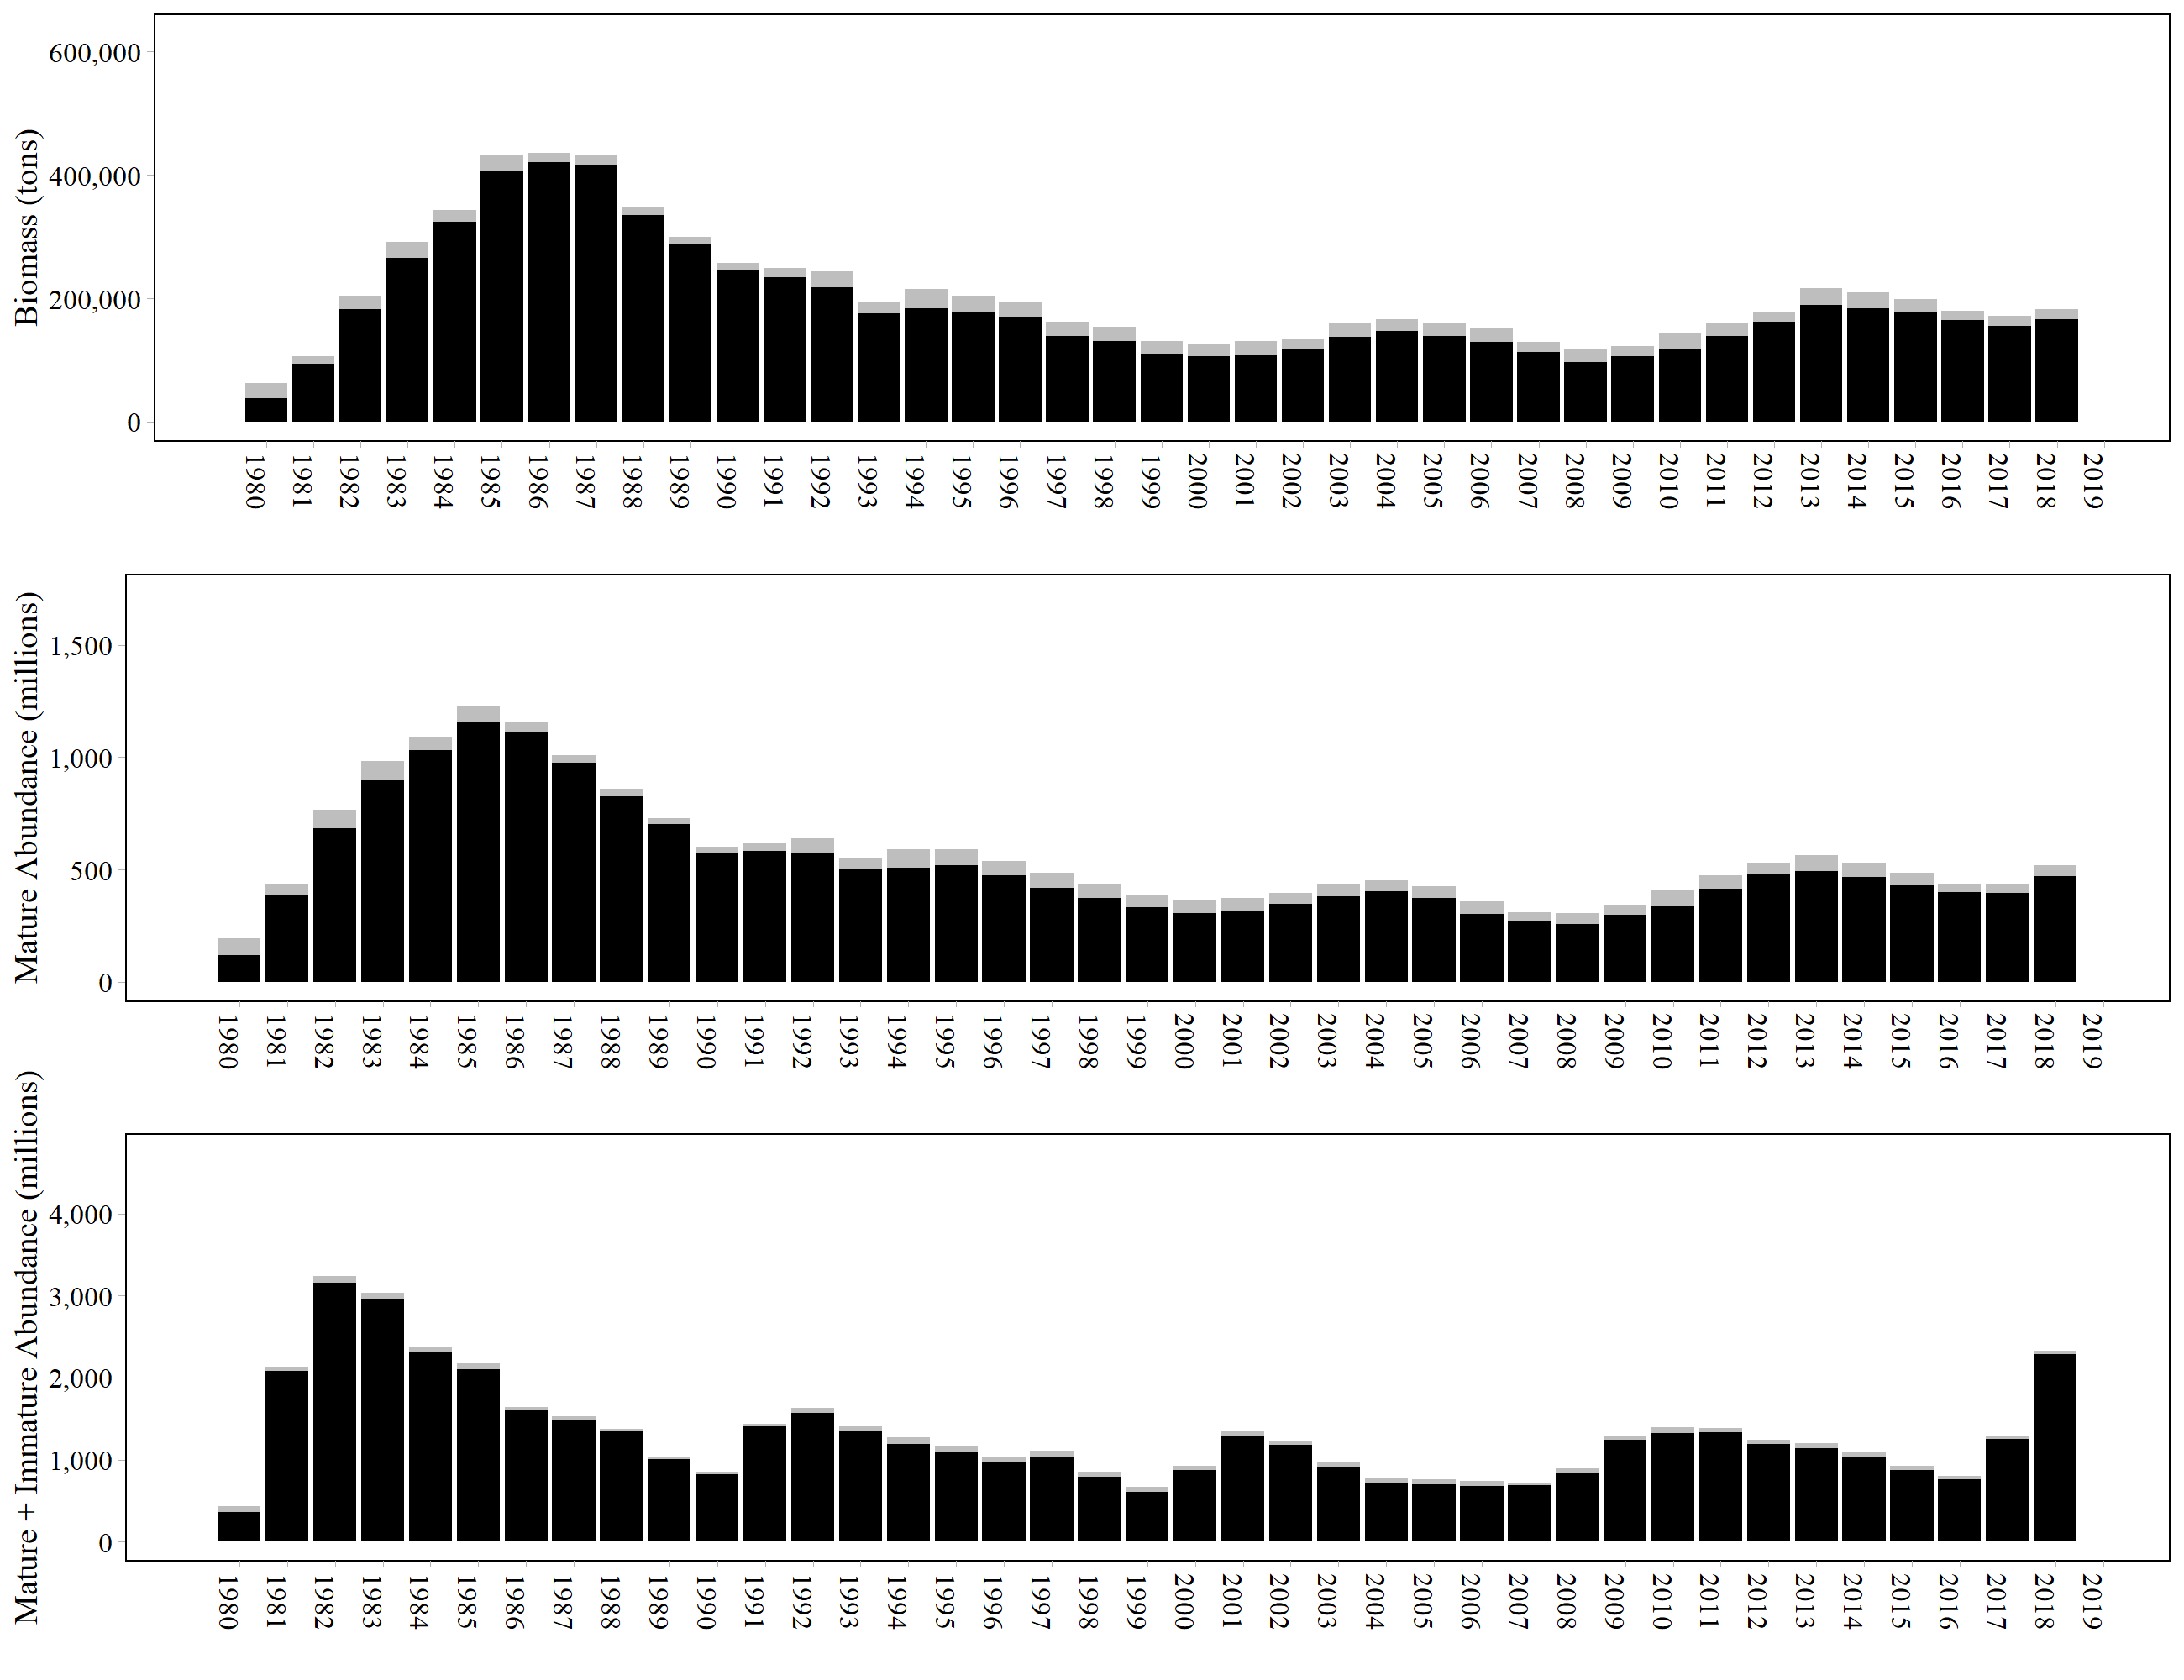 Biomass (tons)
600,000
400,000
200,000
0
1980 1981 1982 1983 1984 1985 1986 1987 1988 1989 1990 1991 1992 1993 1994 1995 1996 1997 1998 1999 2000 2001 2002 2003 2004 2005 2006 2007 2008 2009 2010 2011 2012 2013 2014 2015 2016 2017 2018 2019
Mature Abundance (millions)
1,500
1,000
500
0
1980 1981 1982 1983 1984 1985 1986 1987 1988 1989 1990 1991 1992 1993 1994 1995 1996 1997 1998 1999 2000 2001 2002 2003 2004 2005 2006 2007 2008 2009 2010 2011 2012 2013 2014 2015 2016 2017 2018 2019
Mature + Immature Abundance (millions)
4,000
3,000
2,000
1,000
0
1980 1981 1982 1983 1984 1985 1986 1987 1988 1989 1990 1991 1992 1993 1994 1995 1996 1997 1998 1999 2000 2001 2002 2003 2004 2005 2006 2007 2008 2009 2010 2011 2012 2013 2014 2015 2016 2017 2018 2019